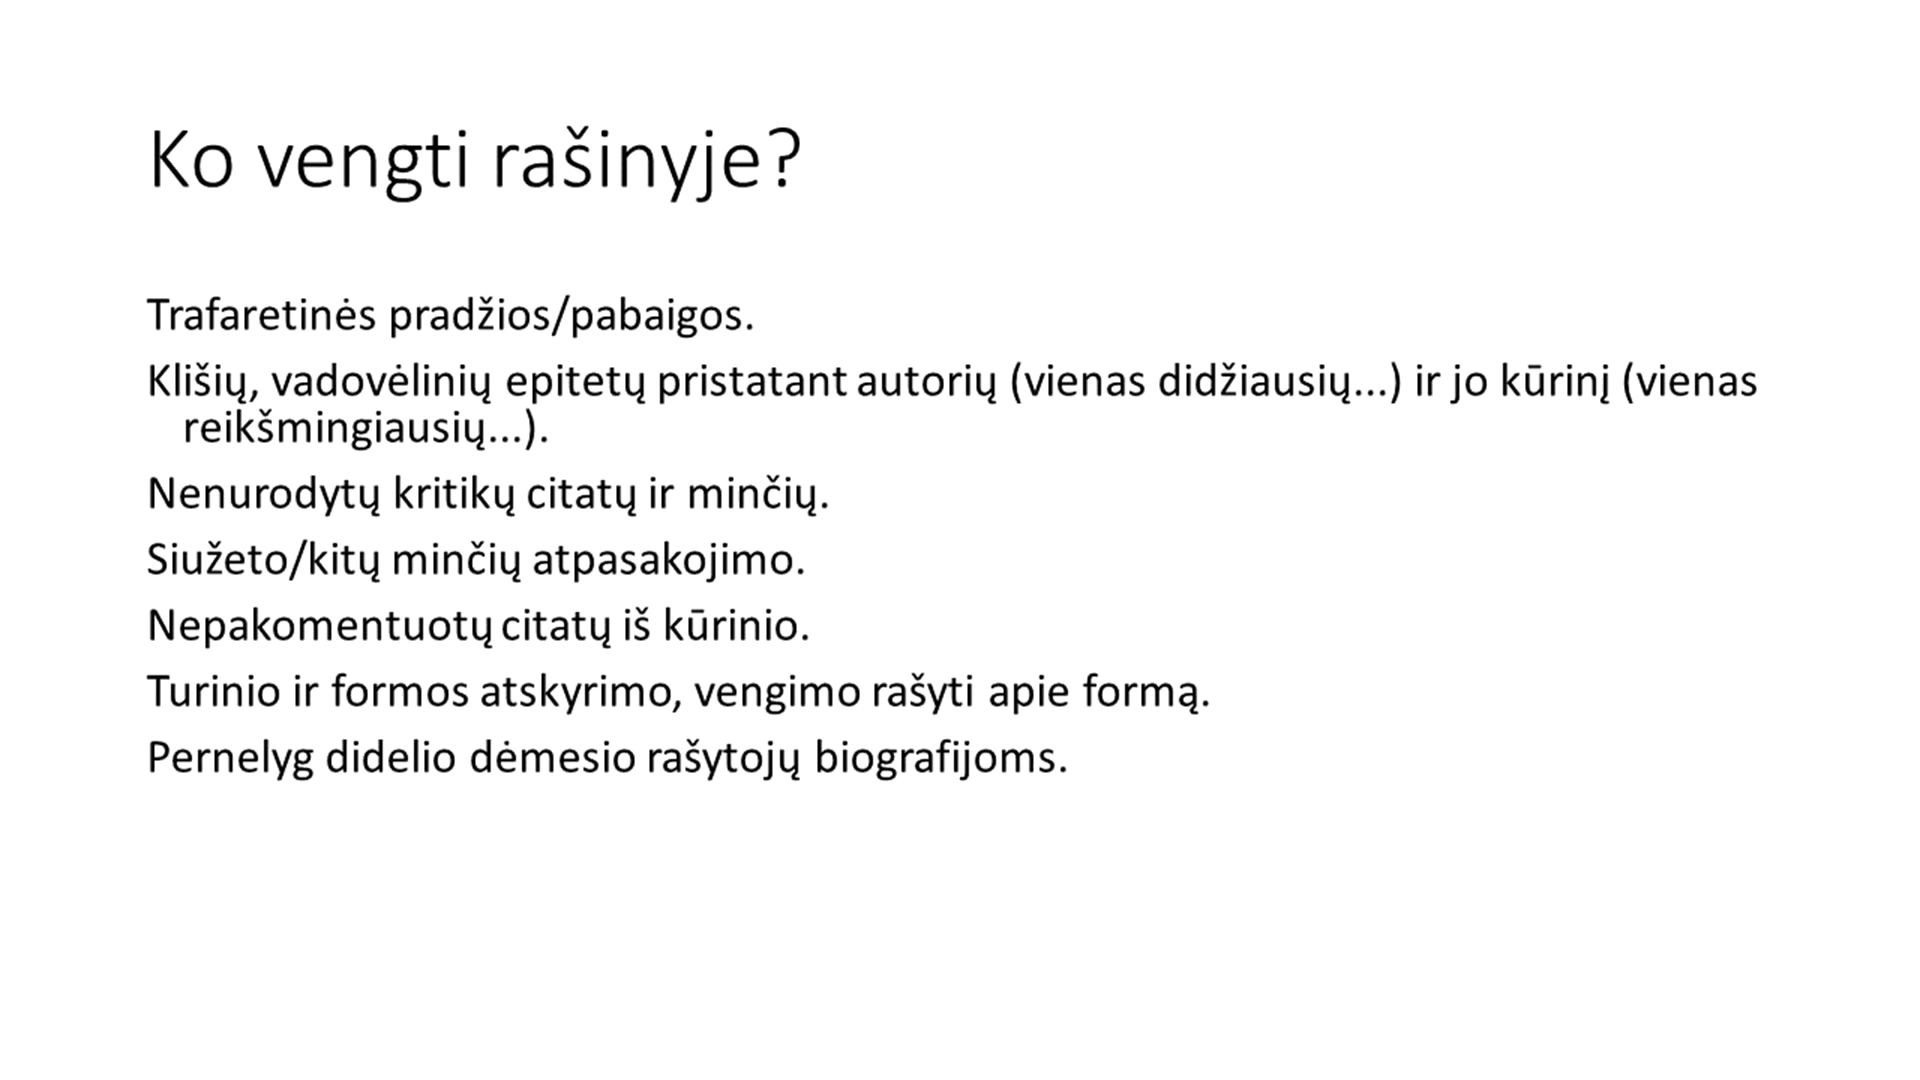 Ko vengti rašinyje?
Trafaretinės pradžios/pabaigos.
Klišių, vadovėlinių epitetų pristatant autorių (vienas didžiausių...) ir jo kūrinį (vienas
reikšmingiausių...).
Nenurodytų kritikų citatų ir minčių.
Siužeto/kitų minčių atpasakojimo.
Nepakomentuotų citatų iš kūrinio.
Turinio ir formos atskyrimo, vengimo rašyti apie formą.
Pernelyg didelio dėmesio rašytojų biografijoms.